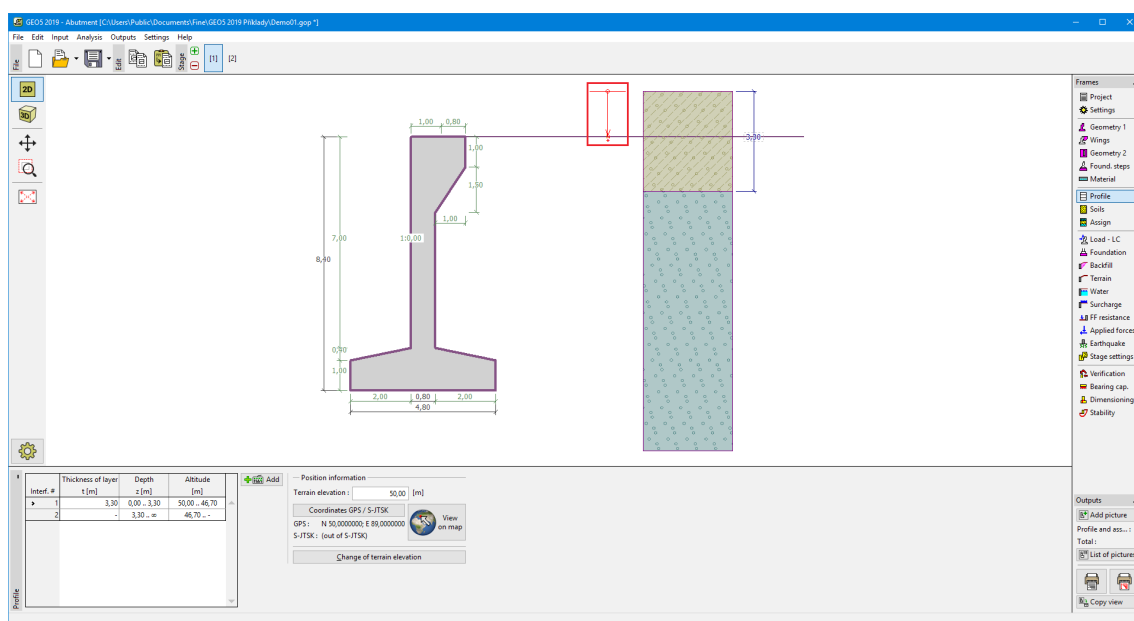 GEO5 2019 - Abutment [C:\Users\Public\Documents\Fine\GEO5 2019 Příklady\Demo01.gop *]
File Edit Input Analysis Outputs Settings Help
File Edit Stage [1] [2]
2D
3D
1,00 0,80
1,00
1,50
1,00
7,00 1:0,00
8,40
0,40
1,00
2,00 0,80 2,00
4,80
3,30
Frames
Project
Settings
Geometry 1
Wings
Geometry 2
Found. steps
Material
Profile
Soils
Assign
Load - LC
Foundation
Backfill
Terrain
Water
Surcharge
FF resistance
Applied forces
Earthquake
Stage settings
Verification
Bearing cap.
Dimensioning
Stability
Outputs
Add picture
Profile and ass... :
Total :
List of pictures
Copy view
Profile
Interf. # Thickness of layer t [m] Depth z [m] Altitude [m]
1 3,30 0,00 .. 3,30 50,00 .. 46,70
2 - 3,30 .. ∞ 46,70 .. -
Add
Position information
Terrain elevation : 50,00 [m]
Coordinates GPS / S-JTSK
GPS : N 50,0000000; E 89,0000000
S-JTSK : (out of S-JTSK)
View on map
Change of terrain elevation